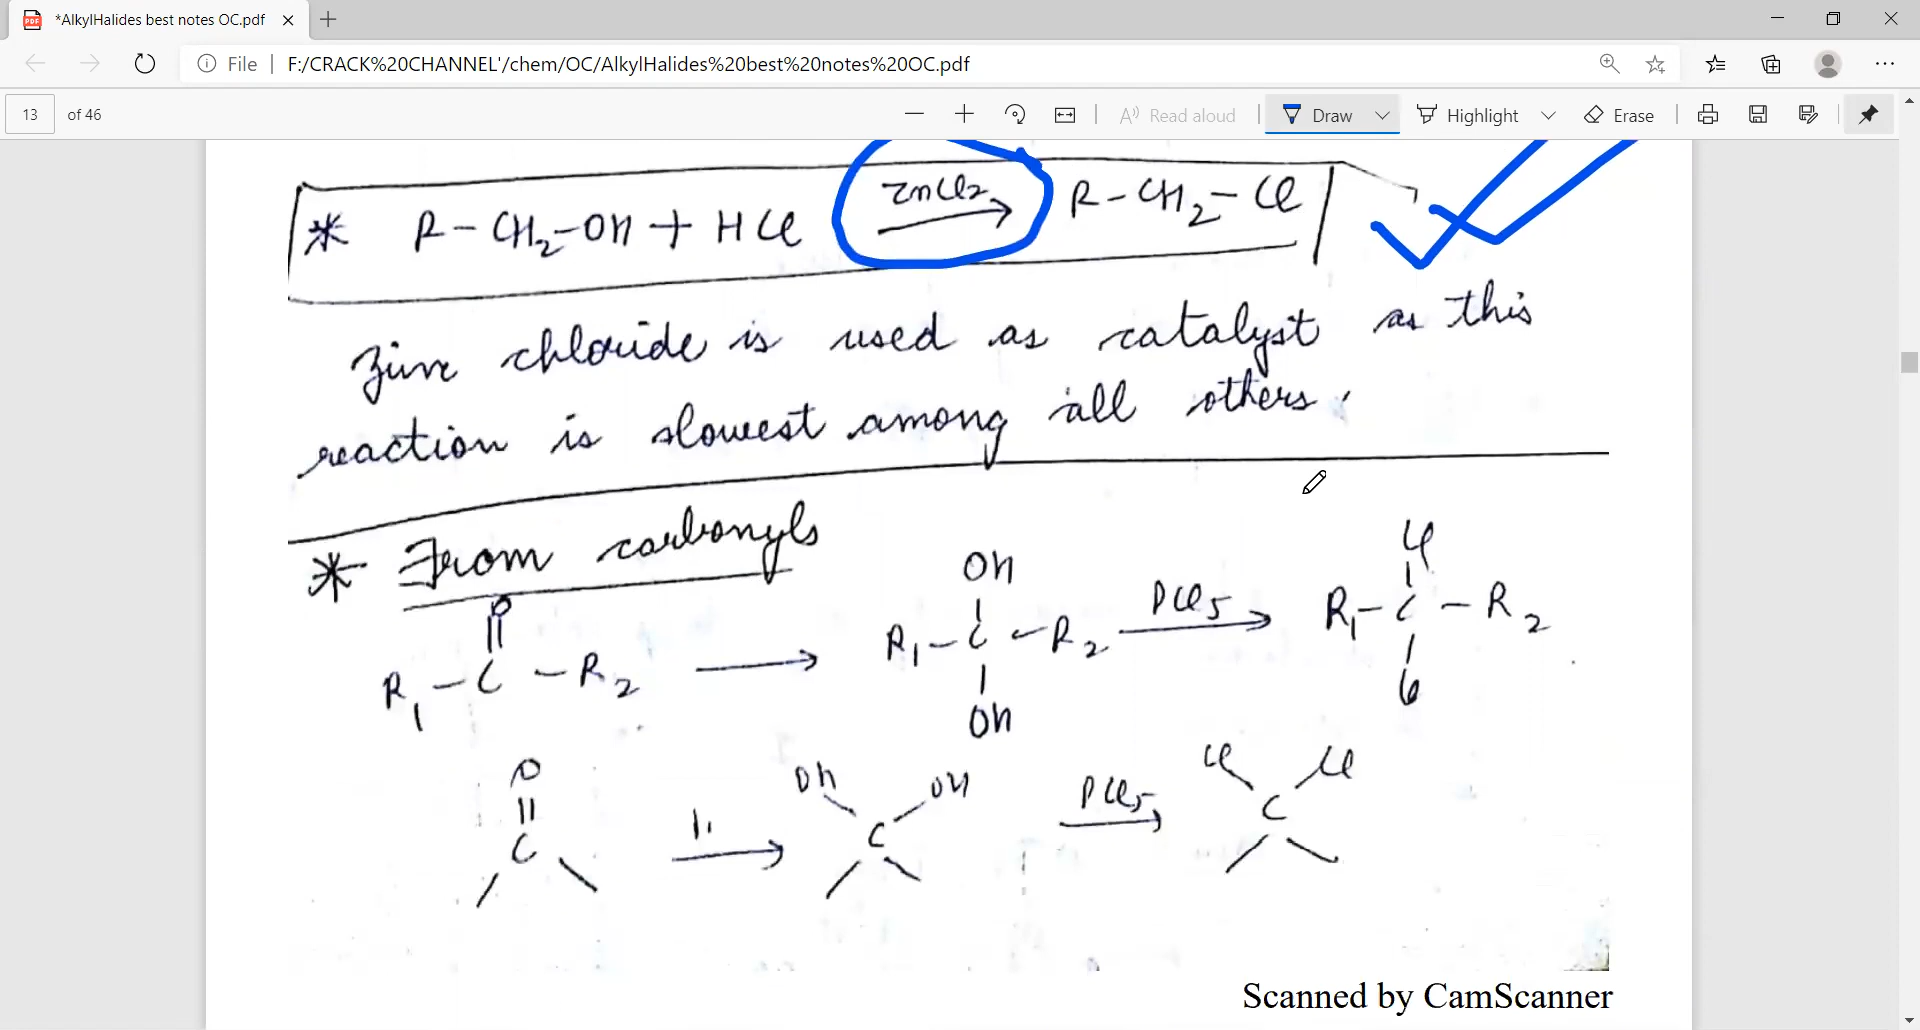 *AlkylHalides best notes OC.pdf
File | F:/CRACK%20CHANNEL'/chem/OC/AlkylHalides%20best%20notes%20OC.pdf
13 of 46 Read aloud Draw Highlight Erase
* R-CH2-OH + HCl ZnCl2 → R-CH2-Cl
Zinc chloride is used as catalyst as this
reaction is slowest among all others.
* From carbonyls
OH
Cl
O
R1-C-R2 → R1-C-R2 PCl5 → R1-C-R2
OH
Cl
O
OH OH
Cl Cl
C → C PCl5 → C
Scanned by CamScanner